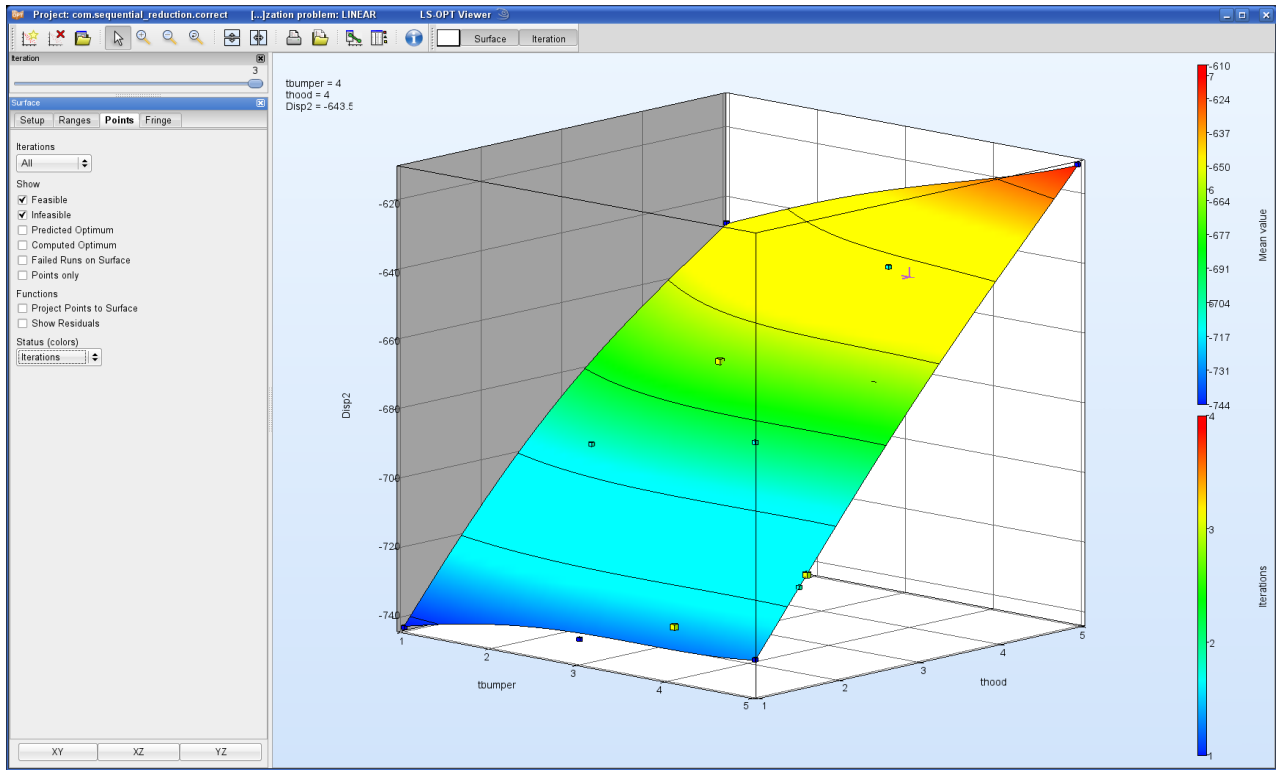 Project: com.sequential_reduction.correct [...]zation problem: LINEAR LS-OPT Viewer
Surface Iteration
Iteration
3
Surface
Setup Ranges Points Fringe
Iterations
All
Show
Feasible
Infeasible
Predicted Optimum
Computed Optimum
Failed Runs on Surface
Points only
Functions
Project Points to Surface
Show Residuals
Status (colors)
Iterations
XY XZ YZ
tbumper = 4
thood = 4
Disp2 = -643.5
Disp2
-620
-640
-660
-680
-700
-720
-740
1
2
3
4
5
tbumper
1
2
3
4
5
thood
-610
7
-624
-637
-650
6
-664
-677
-691
-704
-717
-731
-744
Mean value
4
3
2
1
Iterations